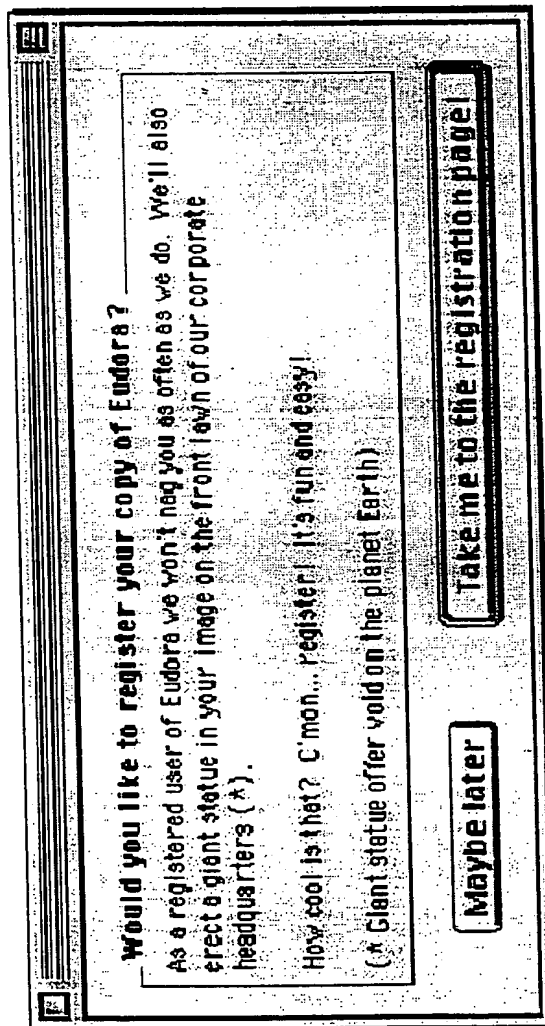 Would you like to register your copy of Eudora?
As a registered user of Eudora we won't nag you as often as we do. We'll also
erect a giant statue in your image on the front lawn of our corporate
headquarters (*).
How cool is that? C'mon... register! It's fun and easy!
(* Giant statue offer void on the planet Earth)
Maybe later
Take me to the registration page!